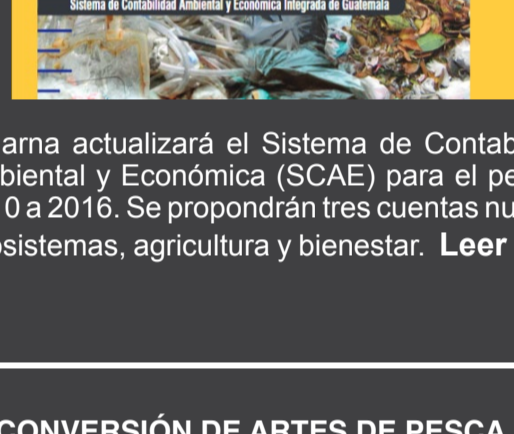 Sistema de Contabilidad Ambiental y Económica Integrada de Guatemala
arna actualizará el Sistema de Contab
biental y Económica (SCAE) para el pe
0 a 2016. Se propondrán tres cuentas nu
sistemas, agricultura y bienestar. Leer
CONVERSIÓN DE ARTES DE PESCA